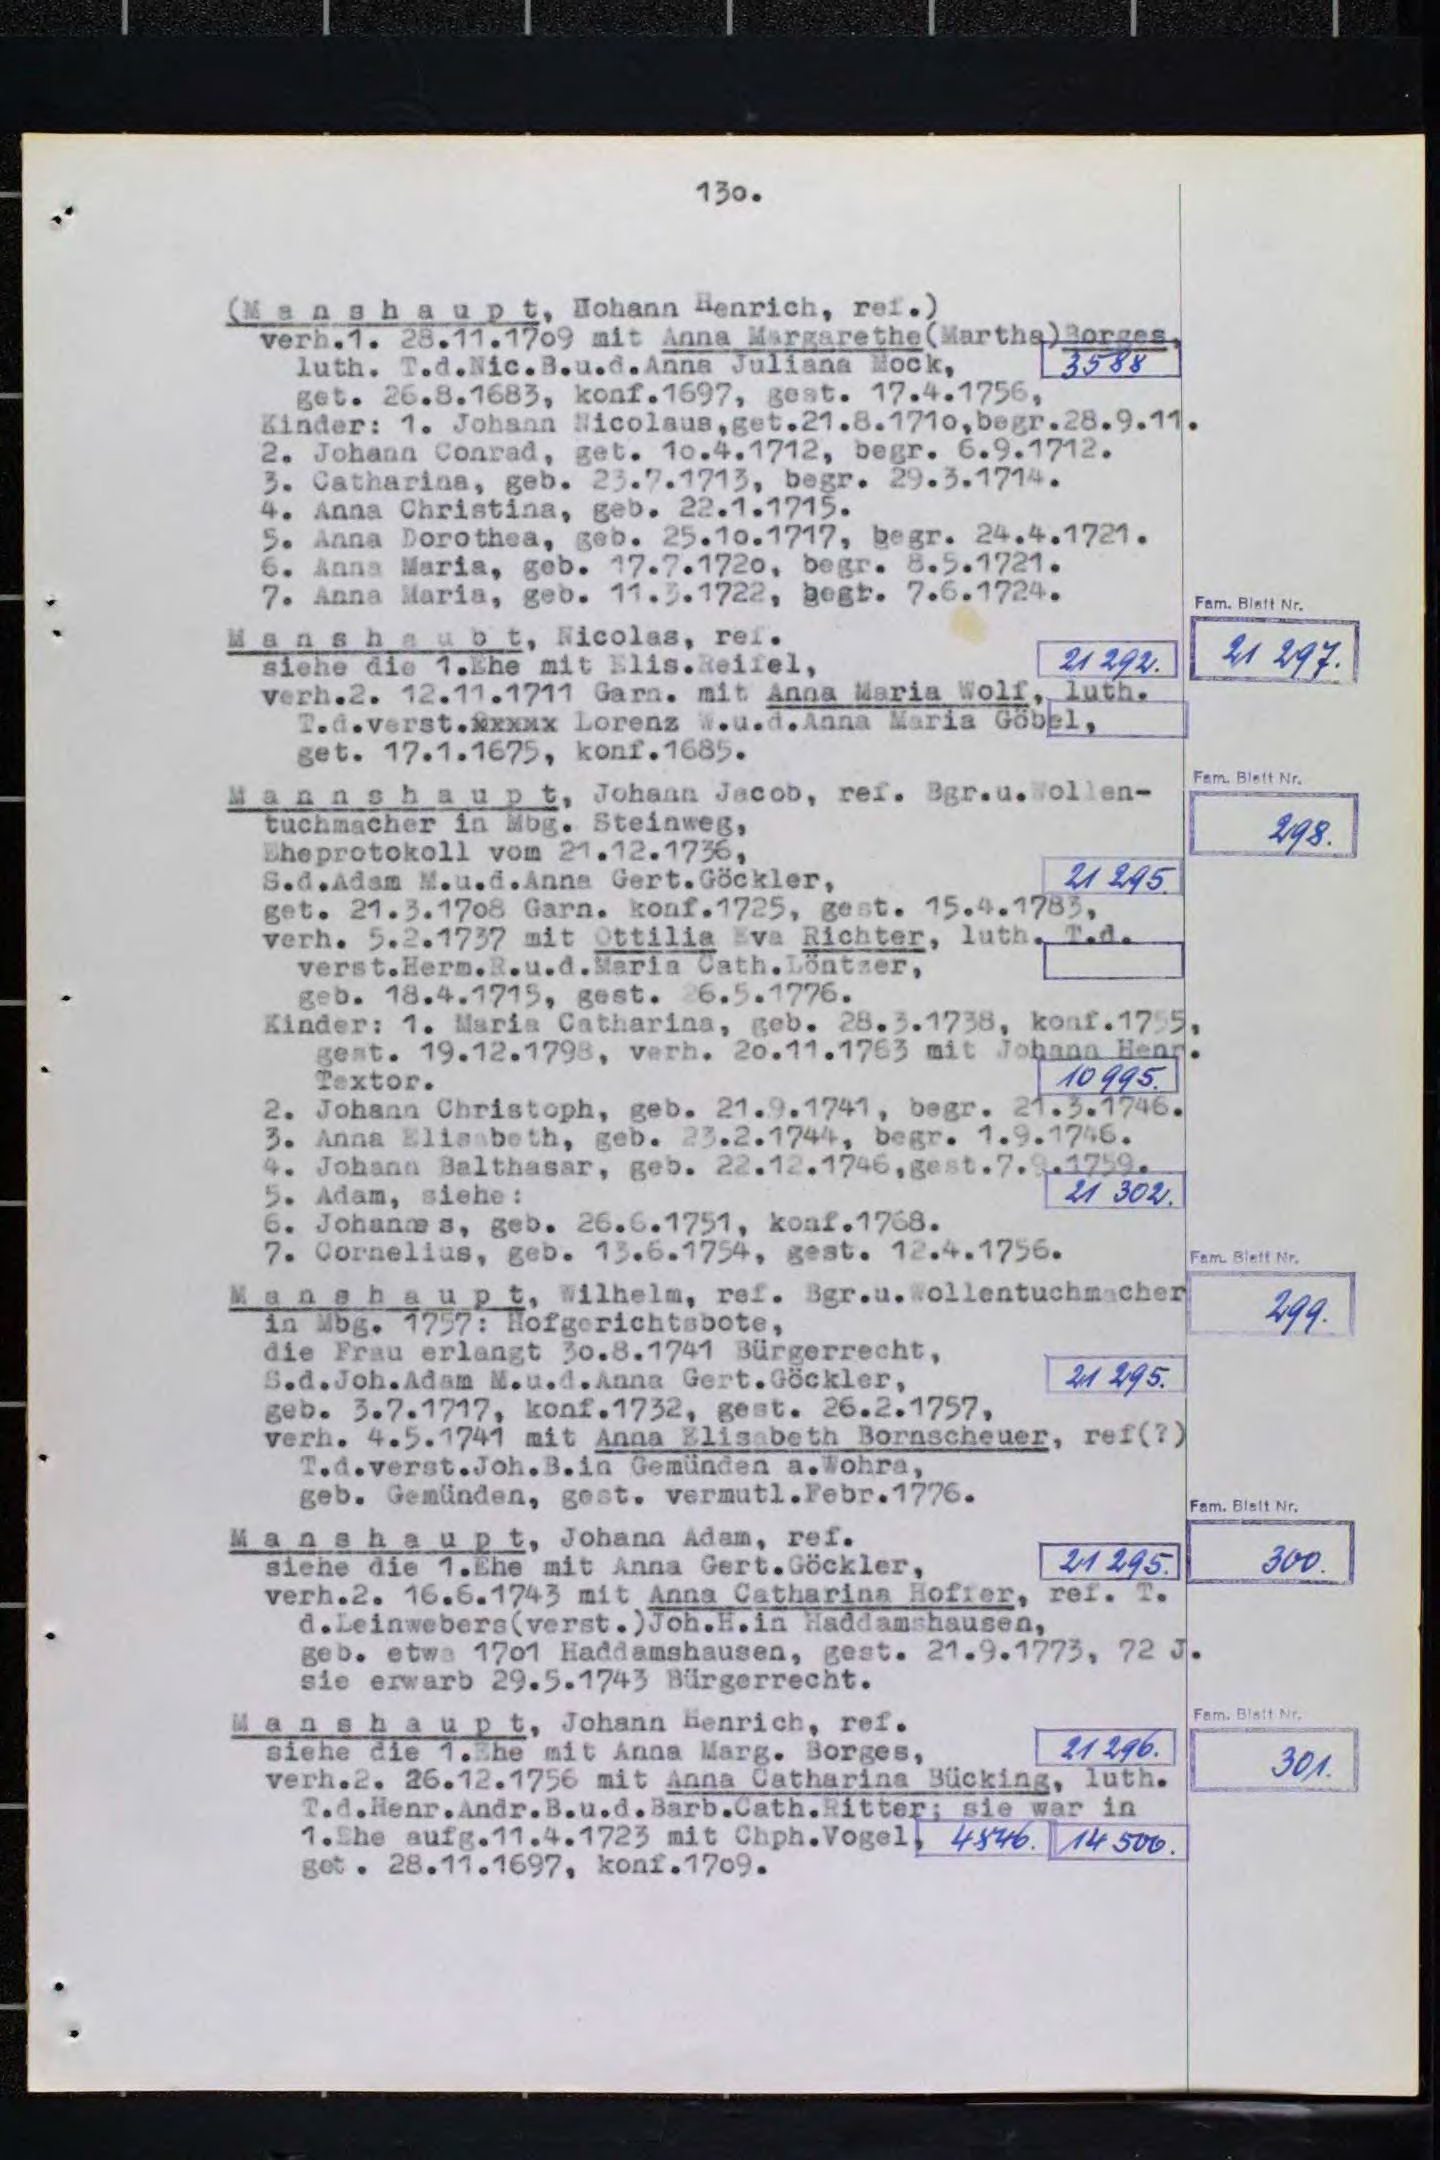 130.
(M a n s h a u p t, Hohann Henrich, ref.)
verh.1. 28.11.17o9 mit Anna Margarethe(Martha)Borges,
luth. T.d.Nic.B.u.d.Anna Juliana Mock,
3588
get. 26.8.1683, konf.1697, gest. 17.4.1756,
Kinder: 1. Johann Nicolaus,get.21.8.171o,begr.28.9.11.
2. Johann Conrad, get. 1o.4.1712, begr. 6.9.1712.
3. Catharina, geb. 23.7.1713, begr. 29.3.1714.
4. Anna Christina, geb. 22.1.1715.
5. Anna Dorothea, geb. 25.1o.1717, begr. 24.4.1721.
6. Anna Maria, geb. 17.7.172o, begr. 8.5.1721.
7. Anna Maria, geb. 11.3.1722, begr. 7.6.1724.
Fam. Blatt Nr.
M a n s h a u b t, Nicolas, ref.
siehe die 1.Ehe mit Elis.Reifel,
21 292.
21 297.
verh.2. 12.11.1711 Garn. mit Anna Maria Wolf, luth.
T.d.verst. Lorenz W.u.d.Anna Maria Göbel,
get. 17.1.1675, konf.1685.
Fam. Blatt Nr.
M a n n s h a u p t, Johann Jacob, ref. Bgr.u.Wollen-
tuchmacher in Mbg. Steinweg,
298.
Eheprotokoll vom 21.12.1736,
S.d.Adam M.u.d.Anna Gert.Göckler,
21 295.
get. 21.3.17o8 Garn. konf.1725, gest. 15.4.1783,
verh. 5.2.1737 mit Ottilia Eva Richter, luth. T.d.
verst.Herm.R.u.d.Maria Cath.Löntzer,
geb. 18.4.1715, gest. 26.5.1776.
Kinder: 1. Maria Catharina, geb. 28.3.1738, konf.1755,
gest. 19.12.1798, verh. 2o.11.1763 mit Johann Henr.
Textor.
10 995.
2. Johann Christoph, geb. 21.9.1741, begr. 21.3.1746.
3. Anna Elisabeth, geb. 23.2.1744, begr. 1.9.1746.
4. Johann Balthasar, geb. 22.12.1746,gest.7.9.1759.
5. Adam, siehe:
21 302.
6. Johannes, geb. 26.6.1751, konf.1768.
7. Cornelius, geb. 13.6.1754, gest. 12.4.1756.
Fam. Blatt Nr.
M a n s h a u p t, Wilhelm, ref. Bgr.u.Wollentuchmacher
299.
in Mbg. 1757: Hofgerichtsbote,
die Frau erlangt 3o.8.1741 Bürgerrecht,
S.d.Joh.Adam M.u.d.Anna Gert.Göckler,
21 295.
geb. 3.7.1717, konf.1732, gest. 26.2.1757,
verh. 4.5.1741 mit Anna Elisabeth Bornscheuer, ref(?)
T.d.verst.Joh.B.in Gemünden a.Wohra,
geb. Gemünden, gest. vermutl.Febr.1776.
Fam. Blatt Nr.
M a n s h a u p t, Johann Adam, ref.
siehe die 1.Ehe mit Anna Gert.Göckler,
21 295.
300.
verh.2. 16.6.1743 mit Anna Catharina Hoffer, ref. T.
d.Leinwebers(verst.)Joh.H.in Haddamshausen,
geb. etwa 17o1 Haddamshausen, gest. 21.9.1773, 72 J.
sie erwarb 29.5.1743 Bürgerrecht.
Fam. Blatt Nr.
M a n s h a u p t, Johann Henrich, ref.
siehe die 1.Ehe mit Anna Marg. Borges,
21 296.
301.
verh.2. 26.12.1756 mit Anna Catharina Bücking, luth.
T.d.Henr.Andr.B.u.d.Barb.Cath.Ritter; sie war in
1.Ehe aufg.11.4.1723 mit Chph.Vogel,
4846.
14 506.
get. 28.11.1697, konf.17o9.